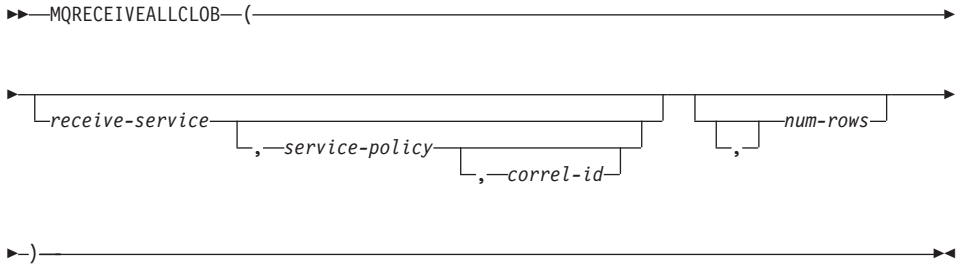 MQRECEIVEALLCLOB (
receive-service num-rows
, service-policy ,
, correl-id
)